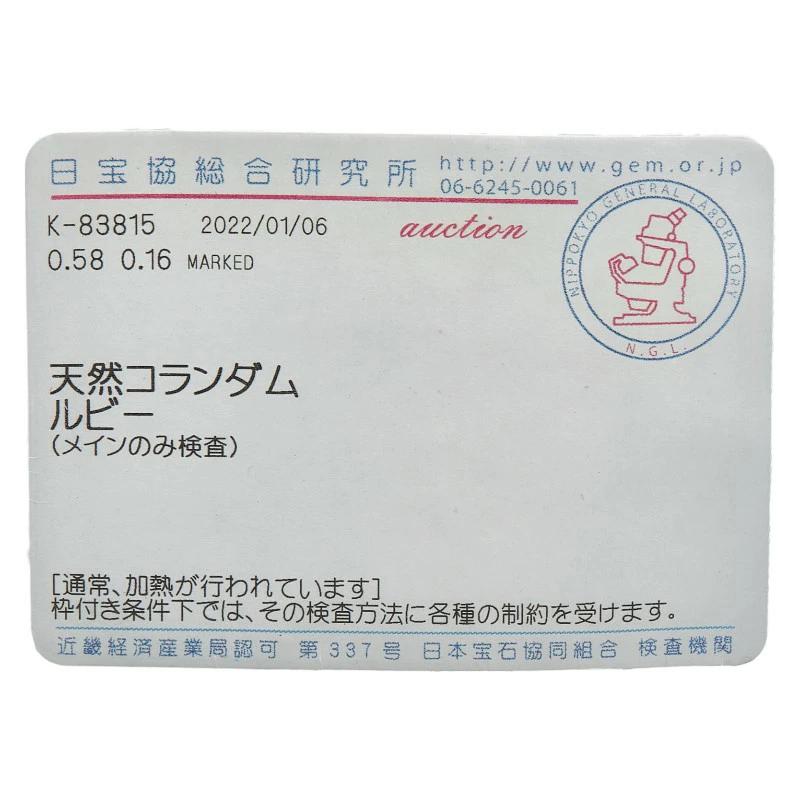 日宝協総合研究所 http://www.gem.or.jp
06-6245-0061
K-83815 2022/01/06 auction
0.58 0.16 MARKED
NIPPOKYO GENERAL LABORATORY
N.G.L.
天然コランダム
ルビー
(メインのみ検査)
[通常、加熱が行われています]
枠付き条件下では、その検査方法に各種の制約を受けます。
近畿経済産業局認可 第337号 日本宝石協同組合 検査機関